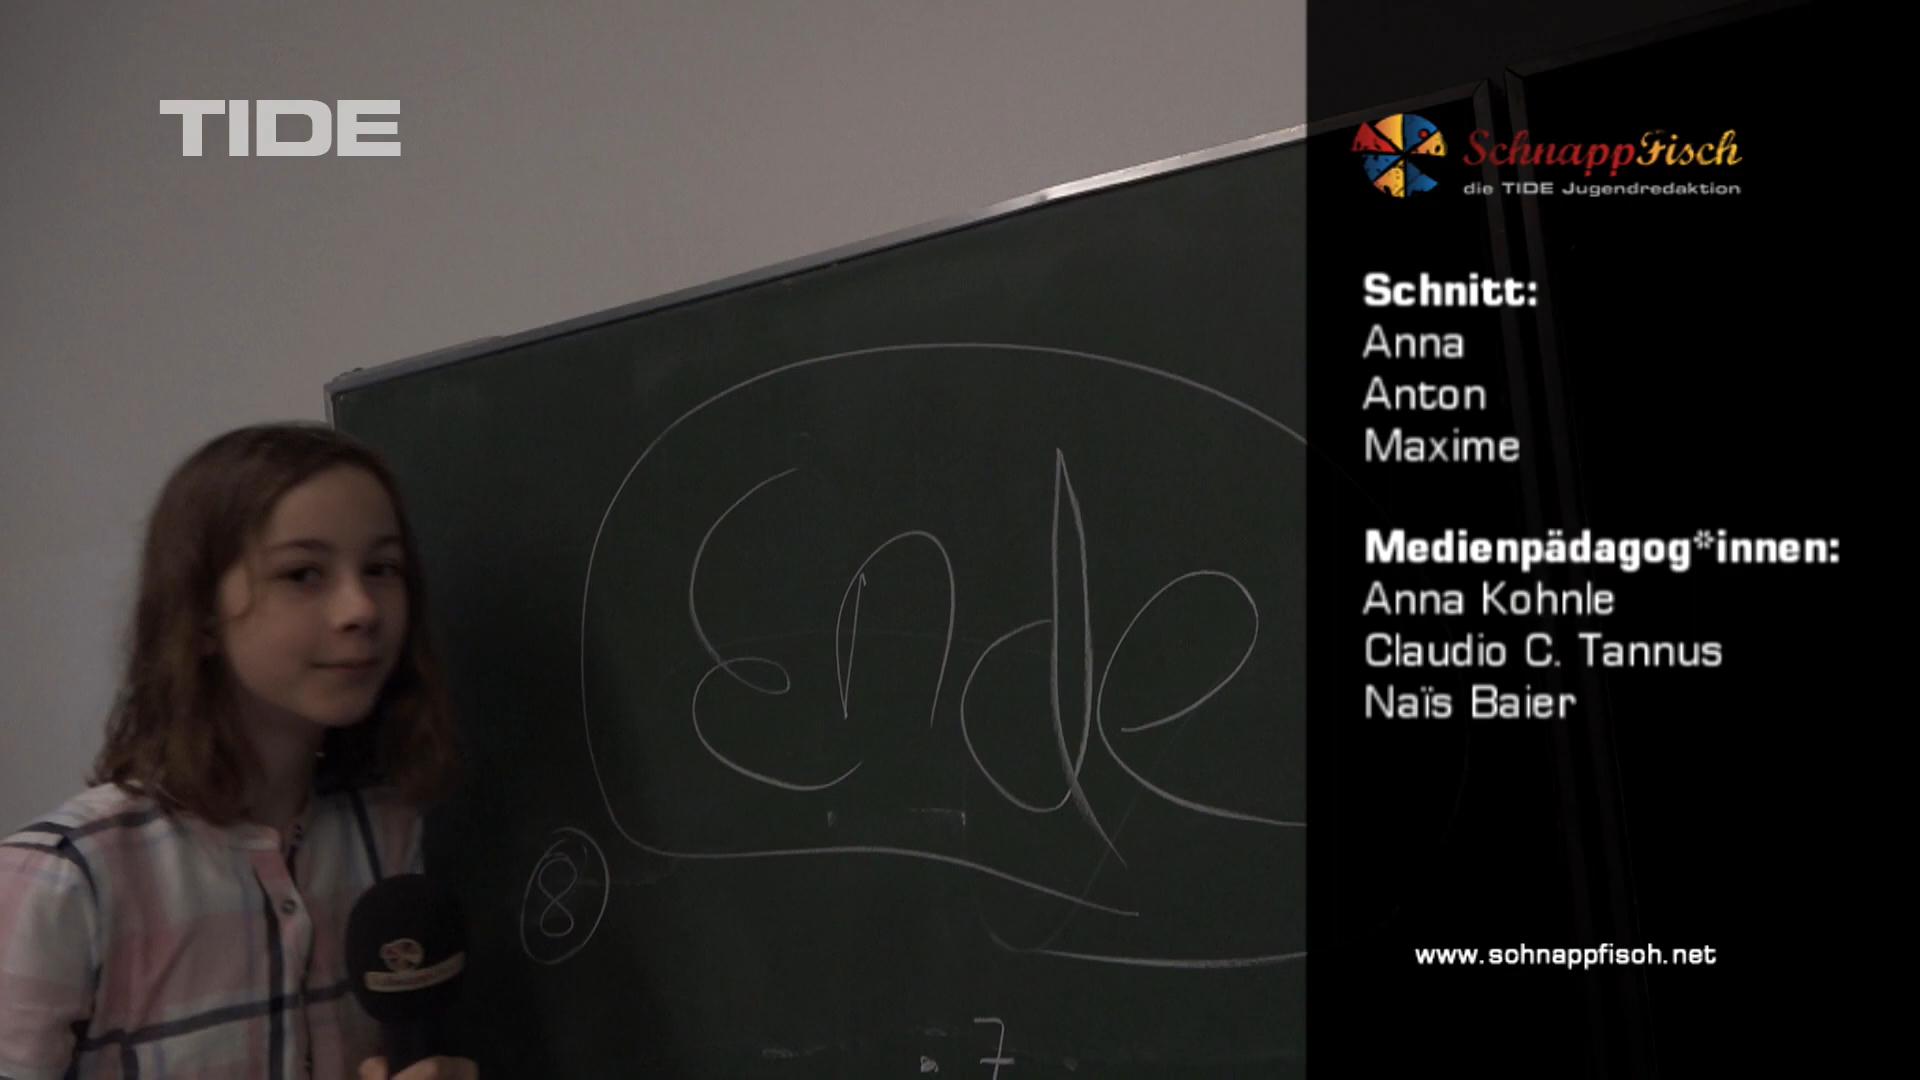 TIDE
SchnappFisch
die TIDE Jugendredaktion
Schnitt:
Anna
Anton
Maxime
Medienpädagog*innen:
Anna Kohnle
Claudio C. Tannus
Naïs Baier
www.schnappfisch.net
Ende
8
7